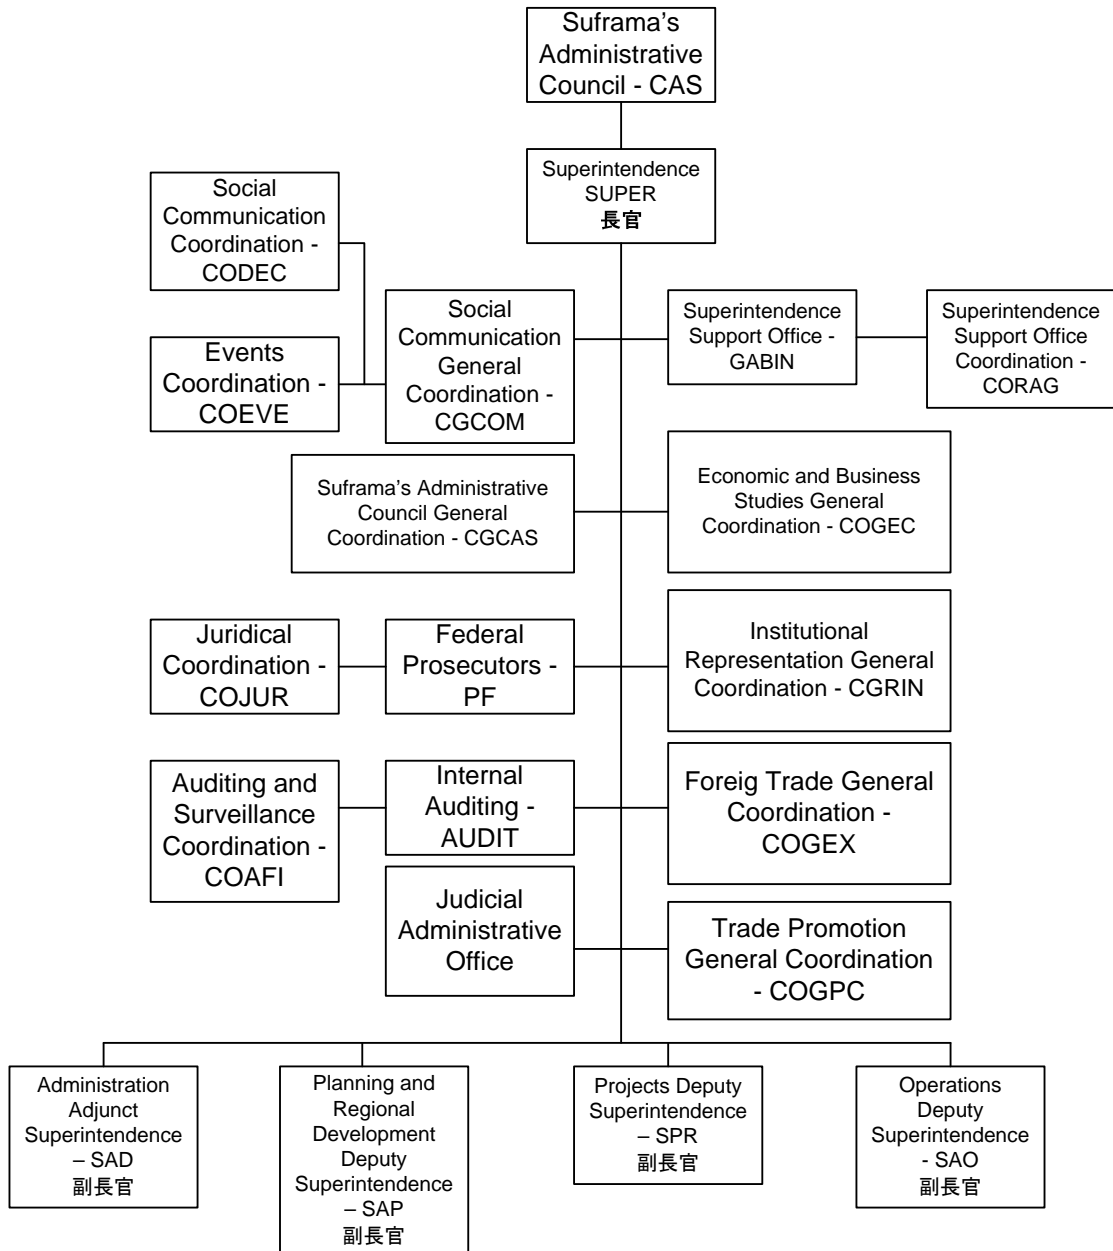 Suframa’s
Administrative
Council - CAS
Superintendence
SUPER
長官
Social
Communication
Coordination -
CODEC
Events
Coordination -
COEVE
Social
Communication
General
Coordination -
CGCOM
Superintendence
Support Office -
GABIN
Superintendence
Support Office
Coordination -
CORAG
Suframa’s Administrative
Council General
Coordination - CGCAS
Economic and Business
Studies General
Coordination - COGEC
Juridical
Coordination -
COJUR
Federal
Prosecutors -
PF
Institutional
Representation General
Coordination - CGRIN
Auditing and
Surveillance
Coordination -
COAFI
Internal
Auditing -
AUDIT
Foreig Trade General
Coordination -
COGEX
Judicial
Administrative
Office
Trade Promotion
General Coordination
- COGPC
Administration
Adjunct
Superintendence
– SAD
副長官
Planning and
Regional
Development
Deputy
Superintendence
– SAP
副長官
Projects Deputy
Superintendence
– SPR
副長官
Operations
Deputy
Superintendence
- SAO
副長官